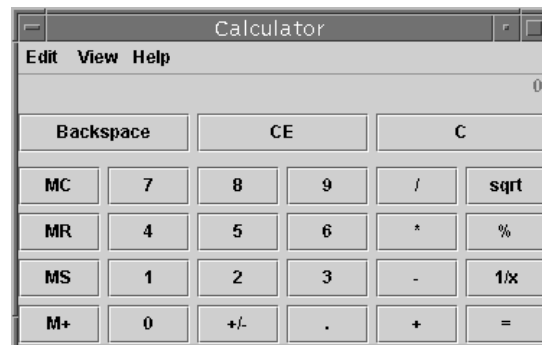 Calculator
Edit View Help
0
Backspace CE C
MC 7 8 9 / sqrt
MR 4 5 6 * %
MS 1 2 3 - 1/x
M+ 0 +/- . + =